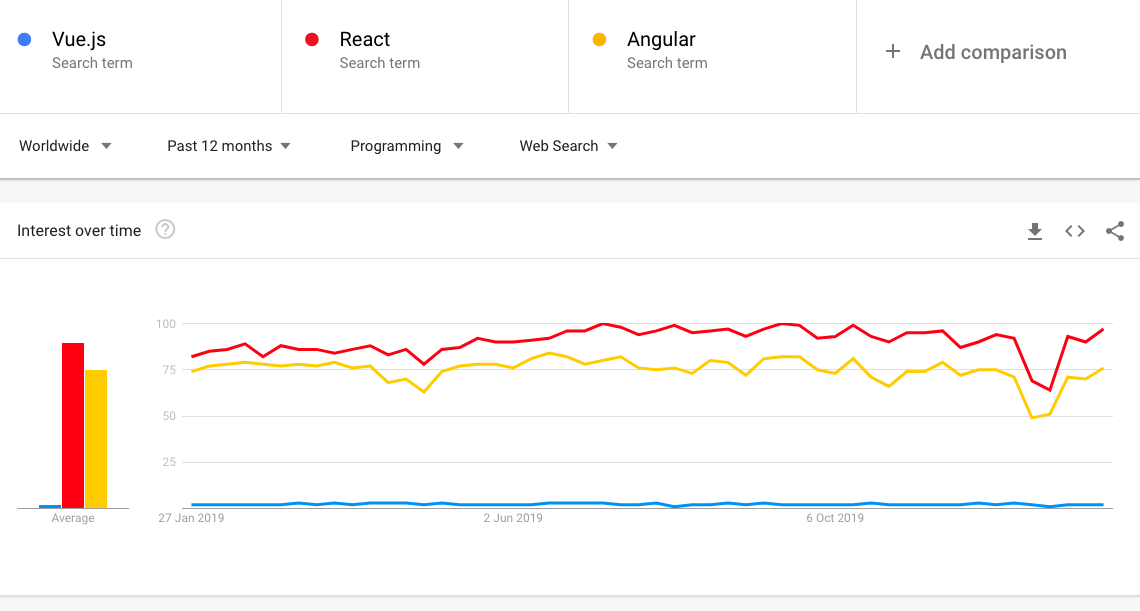 Vue.js
Search term
React
Search term
Angular
Search term
Add comparison
Worldwide
Past 12 months
Programming
Web Search
Interest over time
?
100
75
50
25
Average
27 Jan 2019
2 Jun 2019
6 Oct 2019